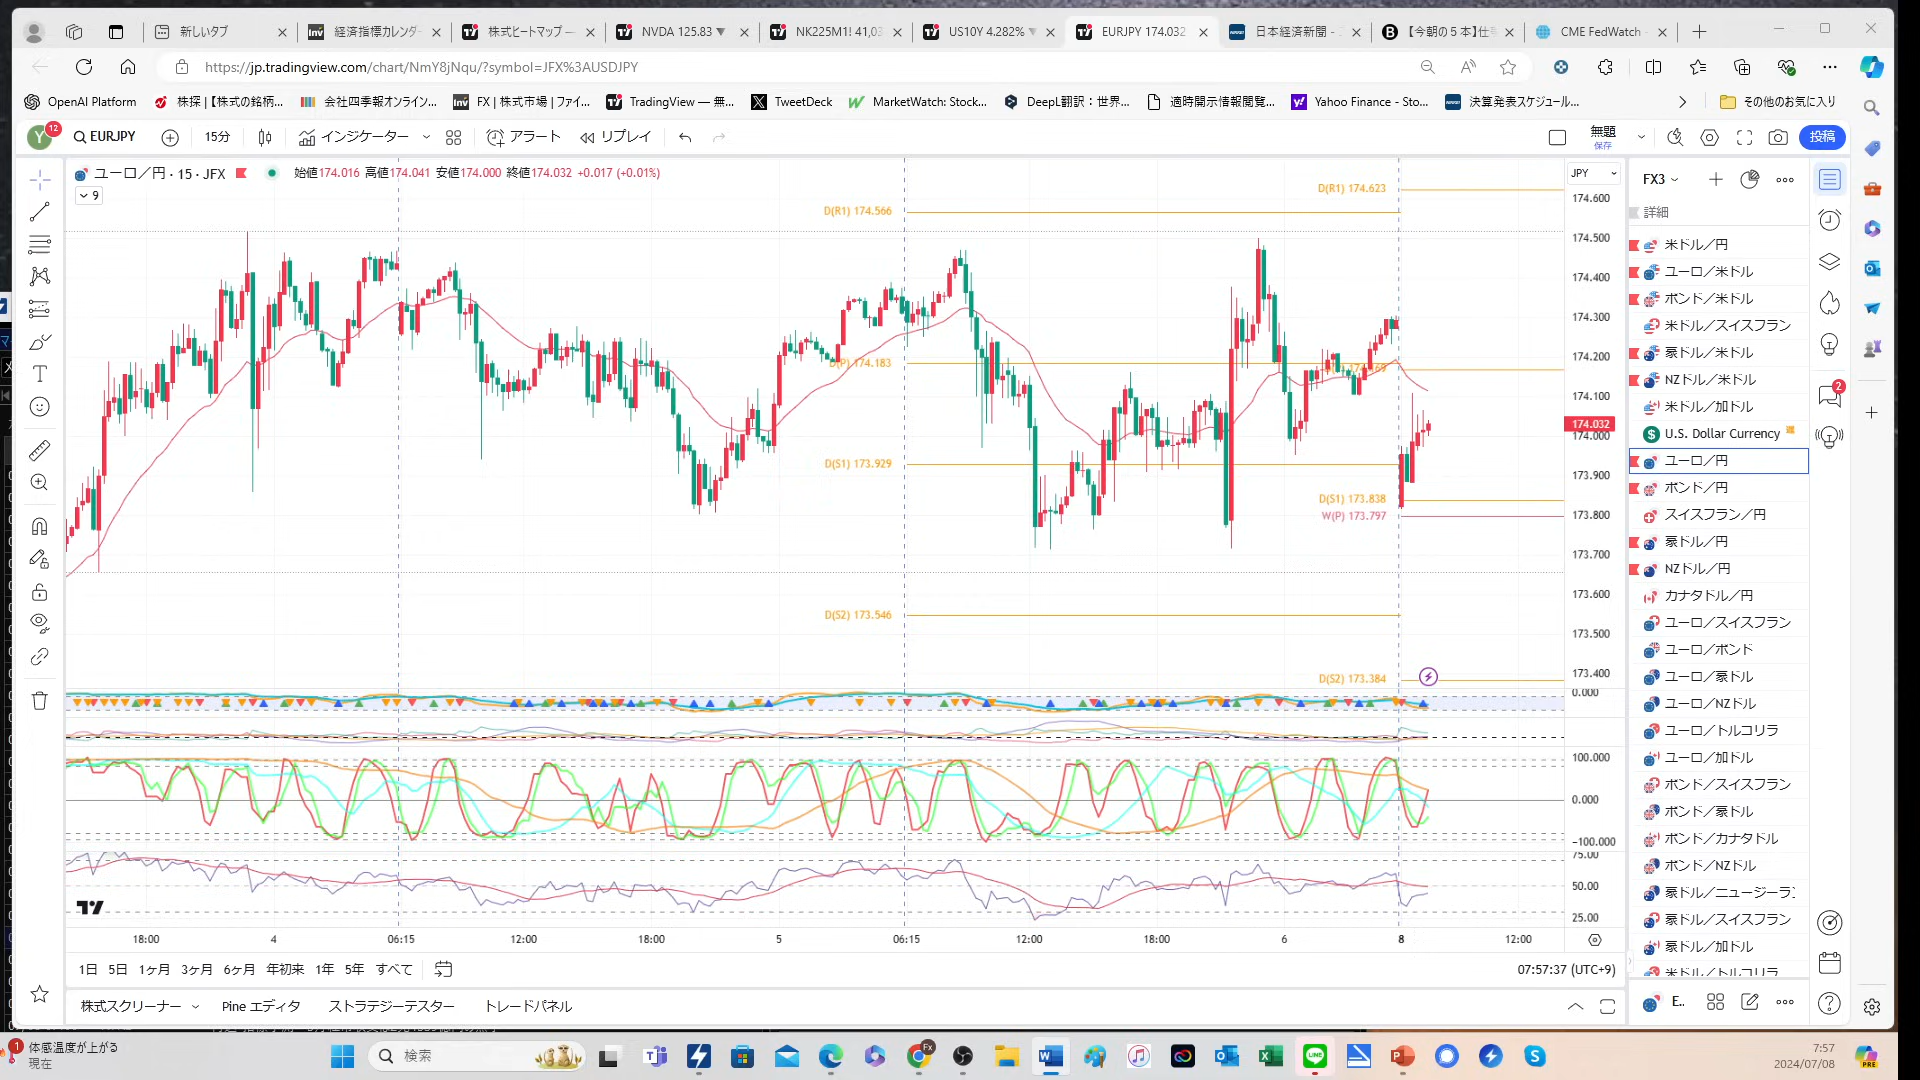 新しいタブ
経済指標カレンダ
株式ヒートマップ —
NVDA 125.83 ▼
NK225M1! 41,03
US10Y 4.282% ▼
EURJPY 174.032
日本経済新聞 -
【今朝の5本】仕
CME FedWatch
https://jp.tradingview.com/chart/NmY8jNqu/?symbol=JFX%3AUSDJPY
OpenAI Platform
株探 |【株式の銘柄...
会社四季報オンライン...
FX | 株式市場 | ファイ...
TradingView — 無...
TweetDeck
MarketWatch: Stock...
DeepL翻訳：世界...
適時開示情報閲覧...
Yahoo Finance - Sto...
決算発表スケジュール...
その他のお気に入り
Y
12
EURJPY
15分
インジケーター
アラート
リプレイ
無題
保存
投稿
ユーロ／円 · 15 · JFX
始値174.016 高値174.041 安値174.000 終値174.032 +0.017 (+0.01%)
9
JPY
D(R1) 174.623
D(R1) 174.566
174.183
D(S1) 173.929
D(S1) 173.838
W(P) 173.797
D(S2) 173.546
D(S2) 173.384
174.600
174.500
174.400
174.300
174.200
174.100
174.032
174.000
173.900
173.800
173.700
173.600
173.500
173.400
0.000
100.000
0.000
−100.000
75.00
50.00
25.00
18:00
4
06:15
12:00
18:00
5
06:15
12:00
18:00
6
8
12:00
1日
5日
1ヶ月
3ヶ月
6ヶ月
年初来
1年
5年
すべて
07:57:37 (UTC+9)
株式スクリーナー
Pine エディタ
ストラテジーテスター
トレードパネル
FX3
詳細
米ドル／円
ユーロ／米ドル
ポンド／米ドル
米ドル／スイスフラン
豪ドル／米ドル
NZドル／米ドル
米ドル／加ドル
U.S. Dollar Currency
ユーロ／円
ポンド／円
スイスフラン／円
豪ドル／円
NZドル／円
カナダドル／円
ユーロ／スイスフラン
ユーロ／ポンド
ユーロ／豪ドル
ユーロ／NZドル
ユーロ／トルコリラ
ユーロ／加ドル
ポンド／スイスフラン
ポンド／豪ドル
ポンド／カナダドル
ポンド／NZドル
豪ドル／ニュージーラ
豪ドル／スイスフラン
豪ドル／加ドル
米ドル／トルコリラ
E..
2
1
体感温度が上がる
現在
検索
7:57
2024/07/08